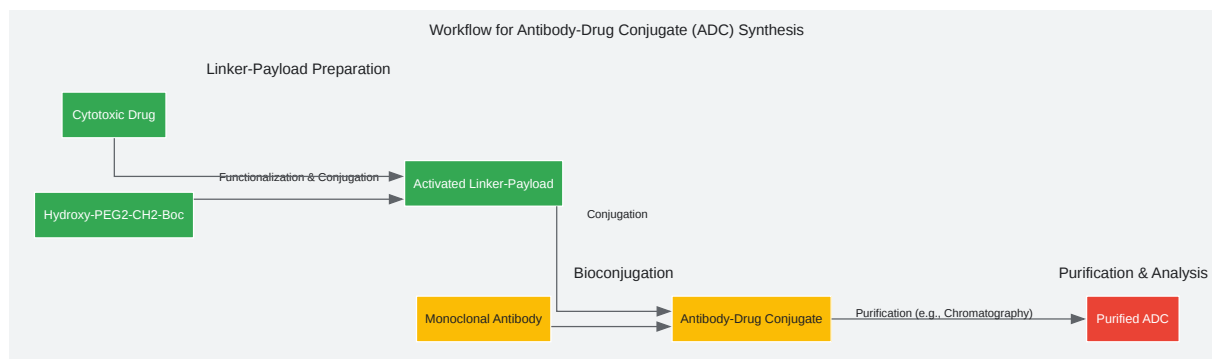 Workflow for Antibody-Drug Conjugate (ADC) Synthesis
Linker-Payload Preparation
Cytotoxic Drug
Functionalization & Conjugation
Activated Linker-Payload
Hydroxy-PEG2-CH2-Boc
Conjugation
Bioconjugation
Purification & Analysis
Monoclonal Antibody
Antibody-Drug Conjugate
Purification (e.g., Chromatography)
Purified ADC